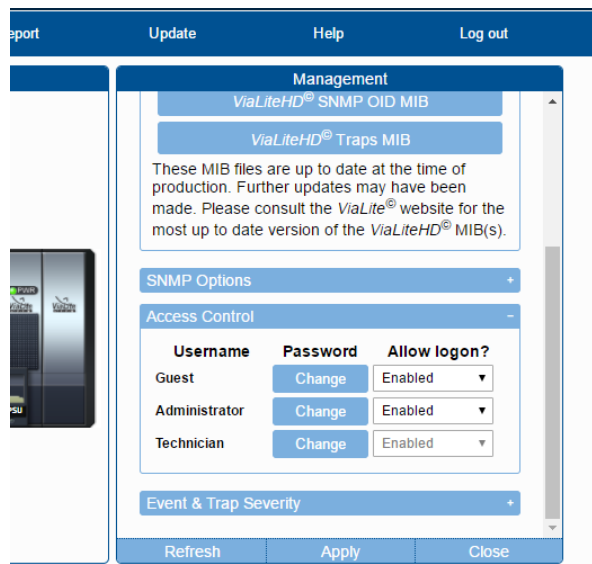 eport Update Help Log out
Management
ViaLiteHD© SNMP OID MIB
ViaLiteHD© Traps MIB
These MIB files are up to date at the time of
production. Further updates may have been
made. Please consult the ViaLite© website for the
most up to date version of the ViaLiteHD© MIB(s).
SNMP Options +
Access Control -
Username Password Allow logon?
Guest Change Enabled
Administrator Change Enabled
Technician Change Enabled
Event & Trap Severity +
Refresh Apply Close
PWR
ViaLite
PSU